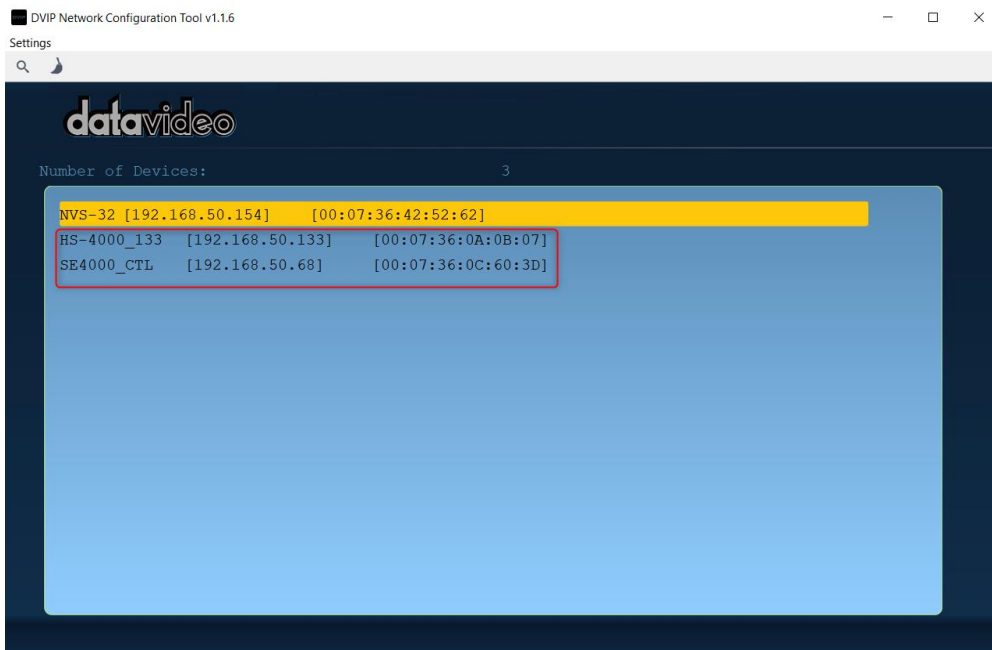 DVIP Network Configuration Tool v1.1.6
Settings
datavideo
Number of Devices: 3
NVS-32 [192.168.50.154] [00:07:36:42:52:62]
HS-4000_133 [192.168.50.133] [00:07:36:0A:0B:07]
SE4000_CTL [192.168.50.68] [00:07:36:0C:60:3D]